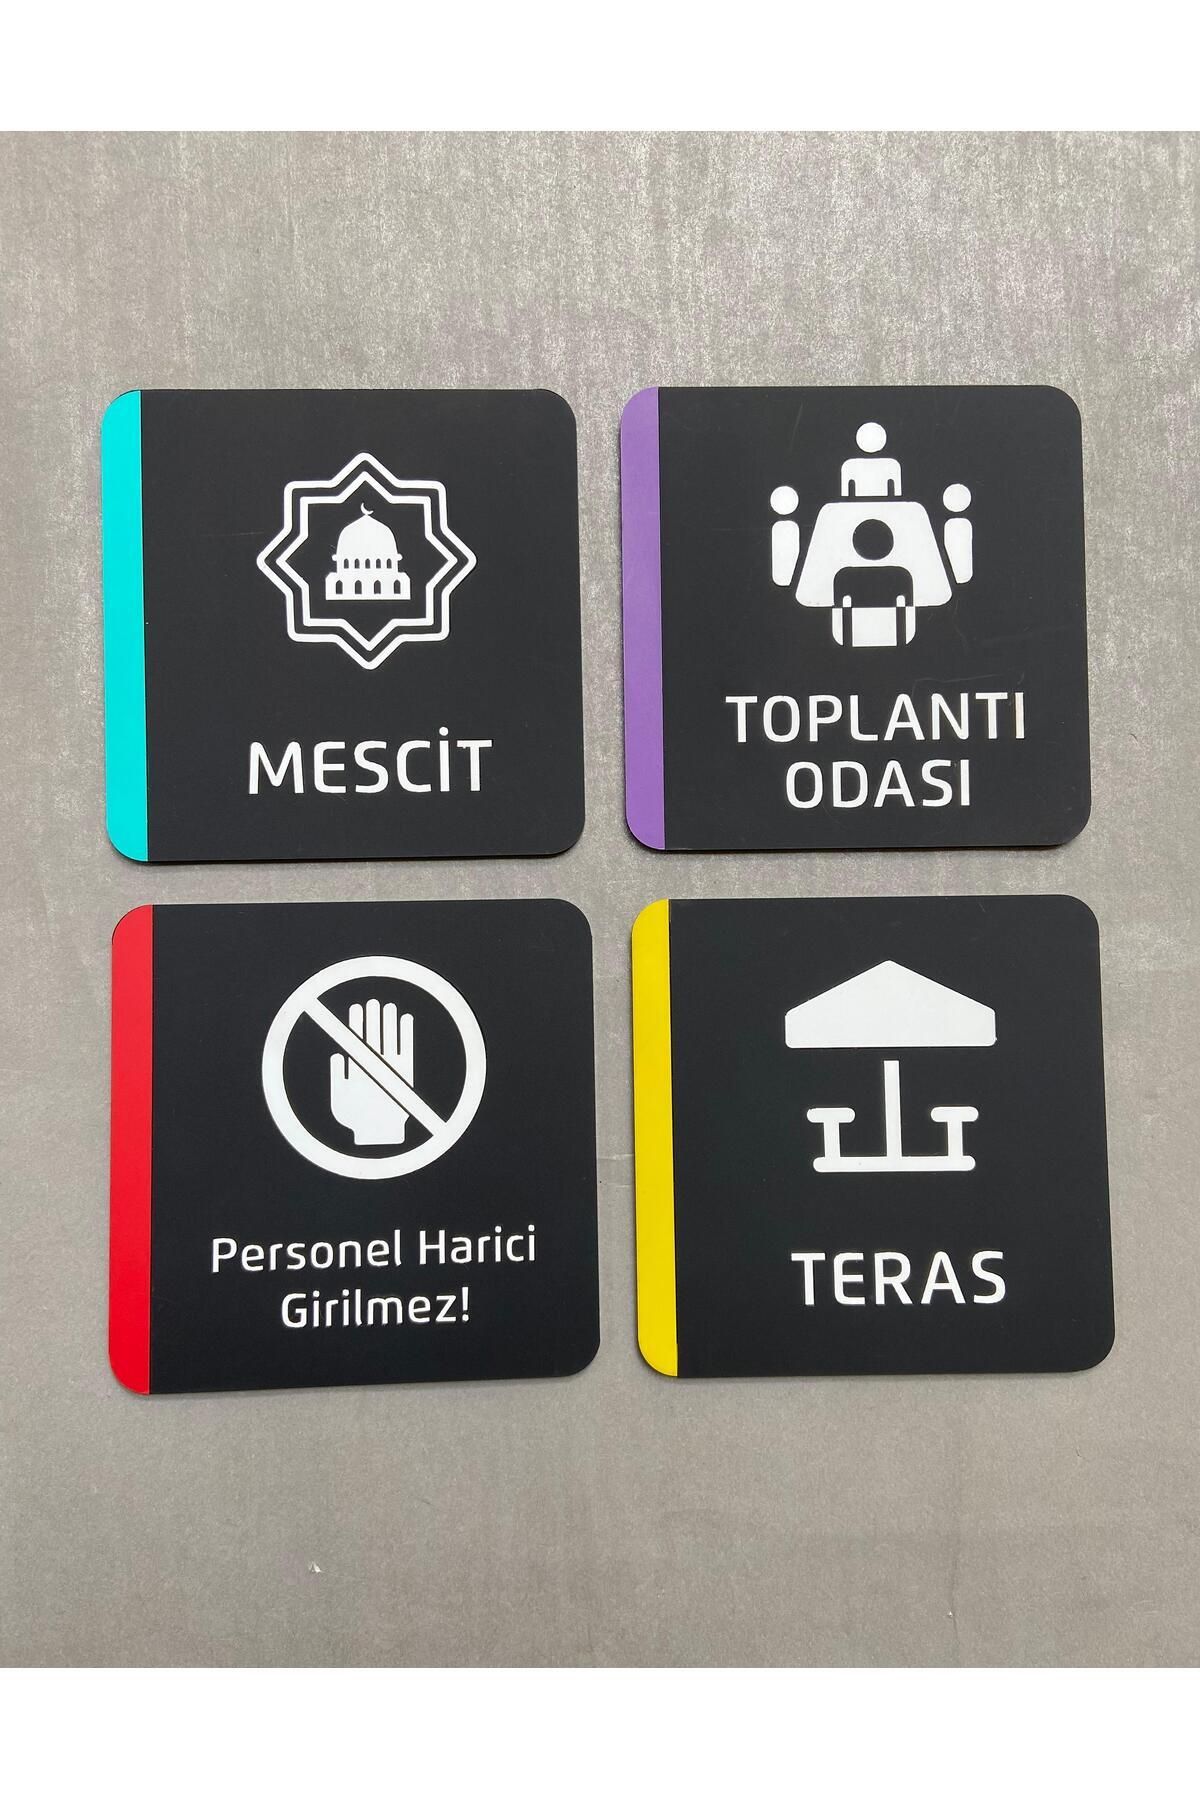 MESCİT
TOPLANTI
ODASI
Personel Harici
Girilmez!
TERAS